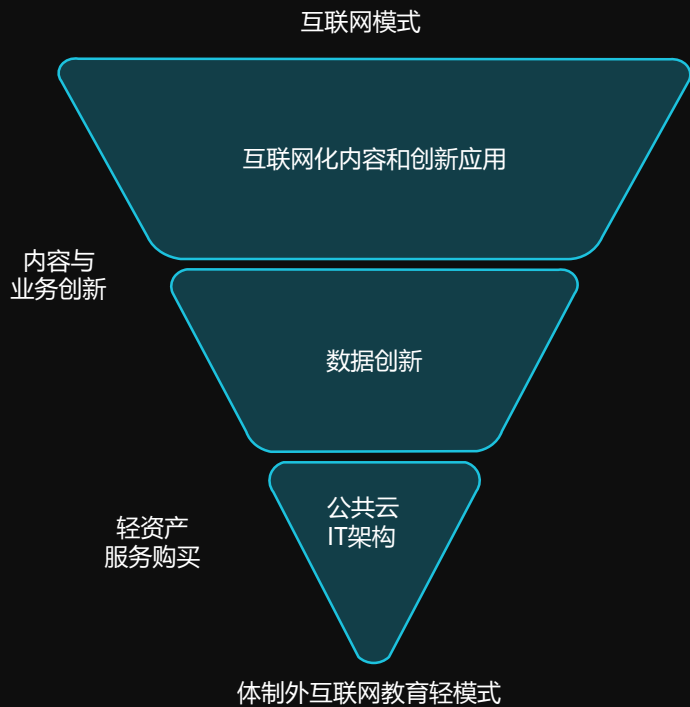 互联网模式
互联网化内容和创新应用
内容与
业务创新
数据创新
公共云
IT架构
轻资产
服务购买
体制外互联网教育轻模式